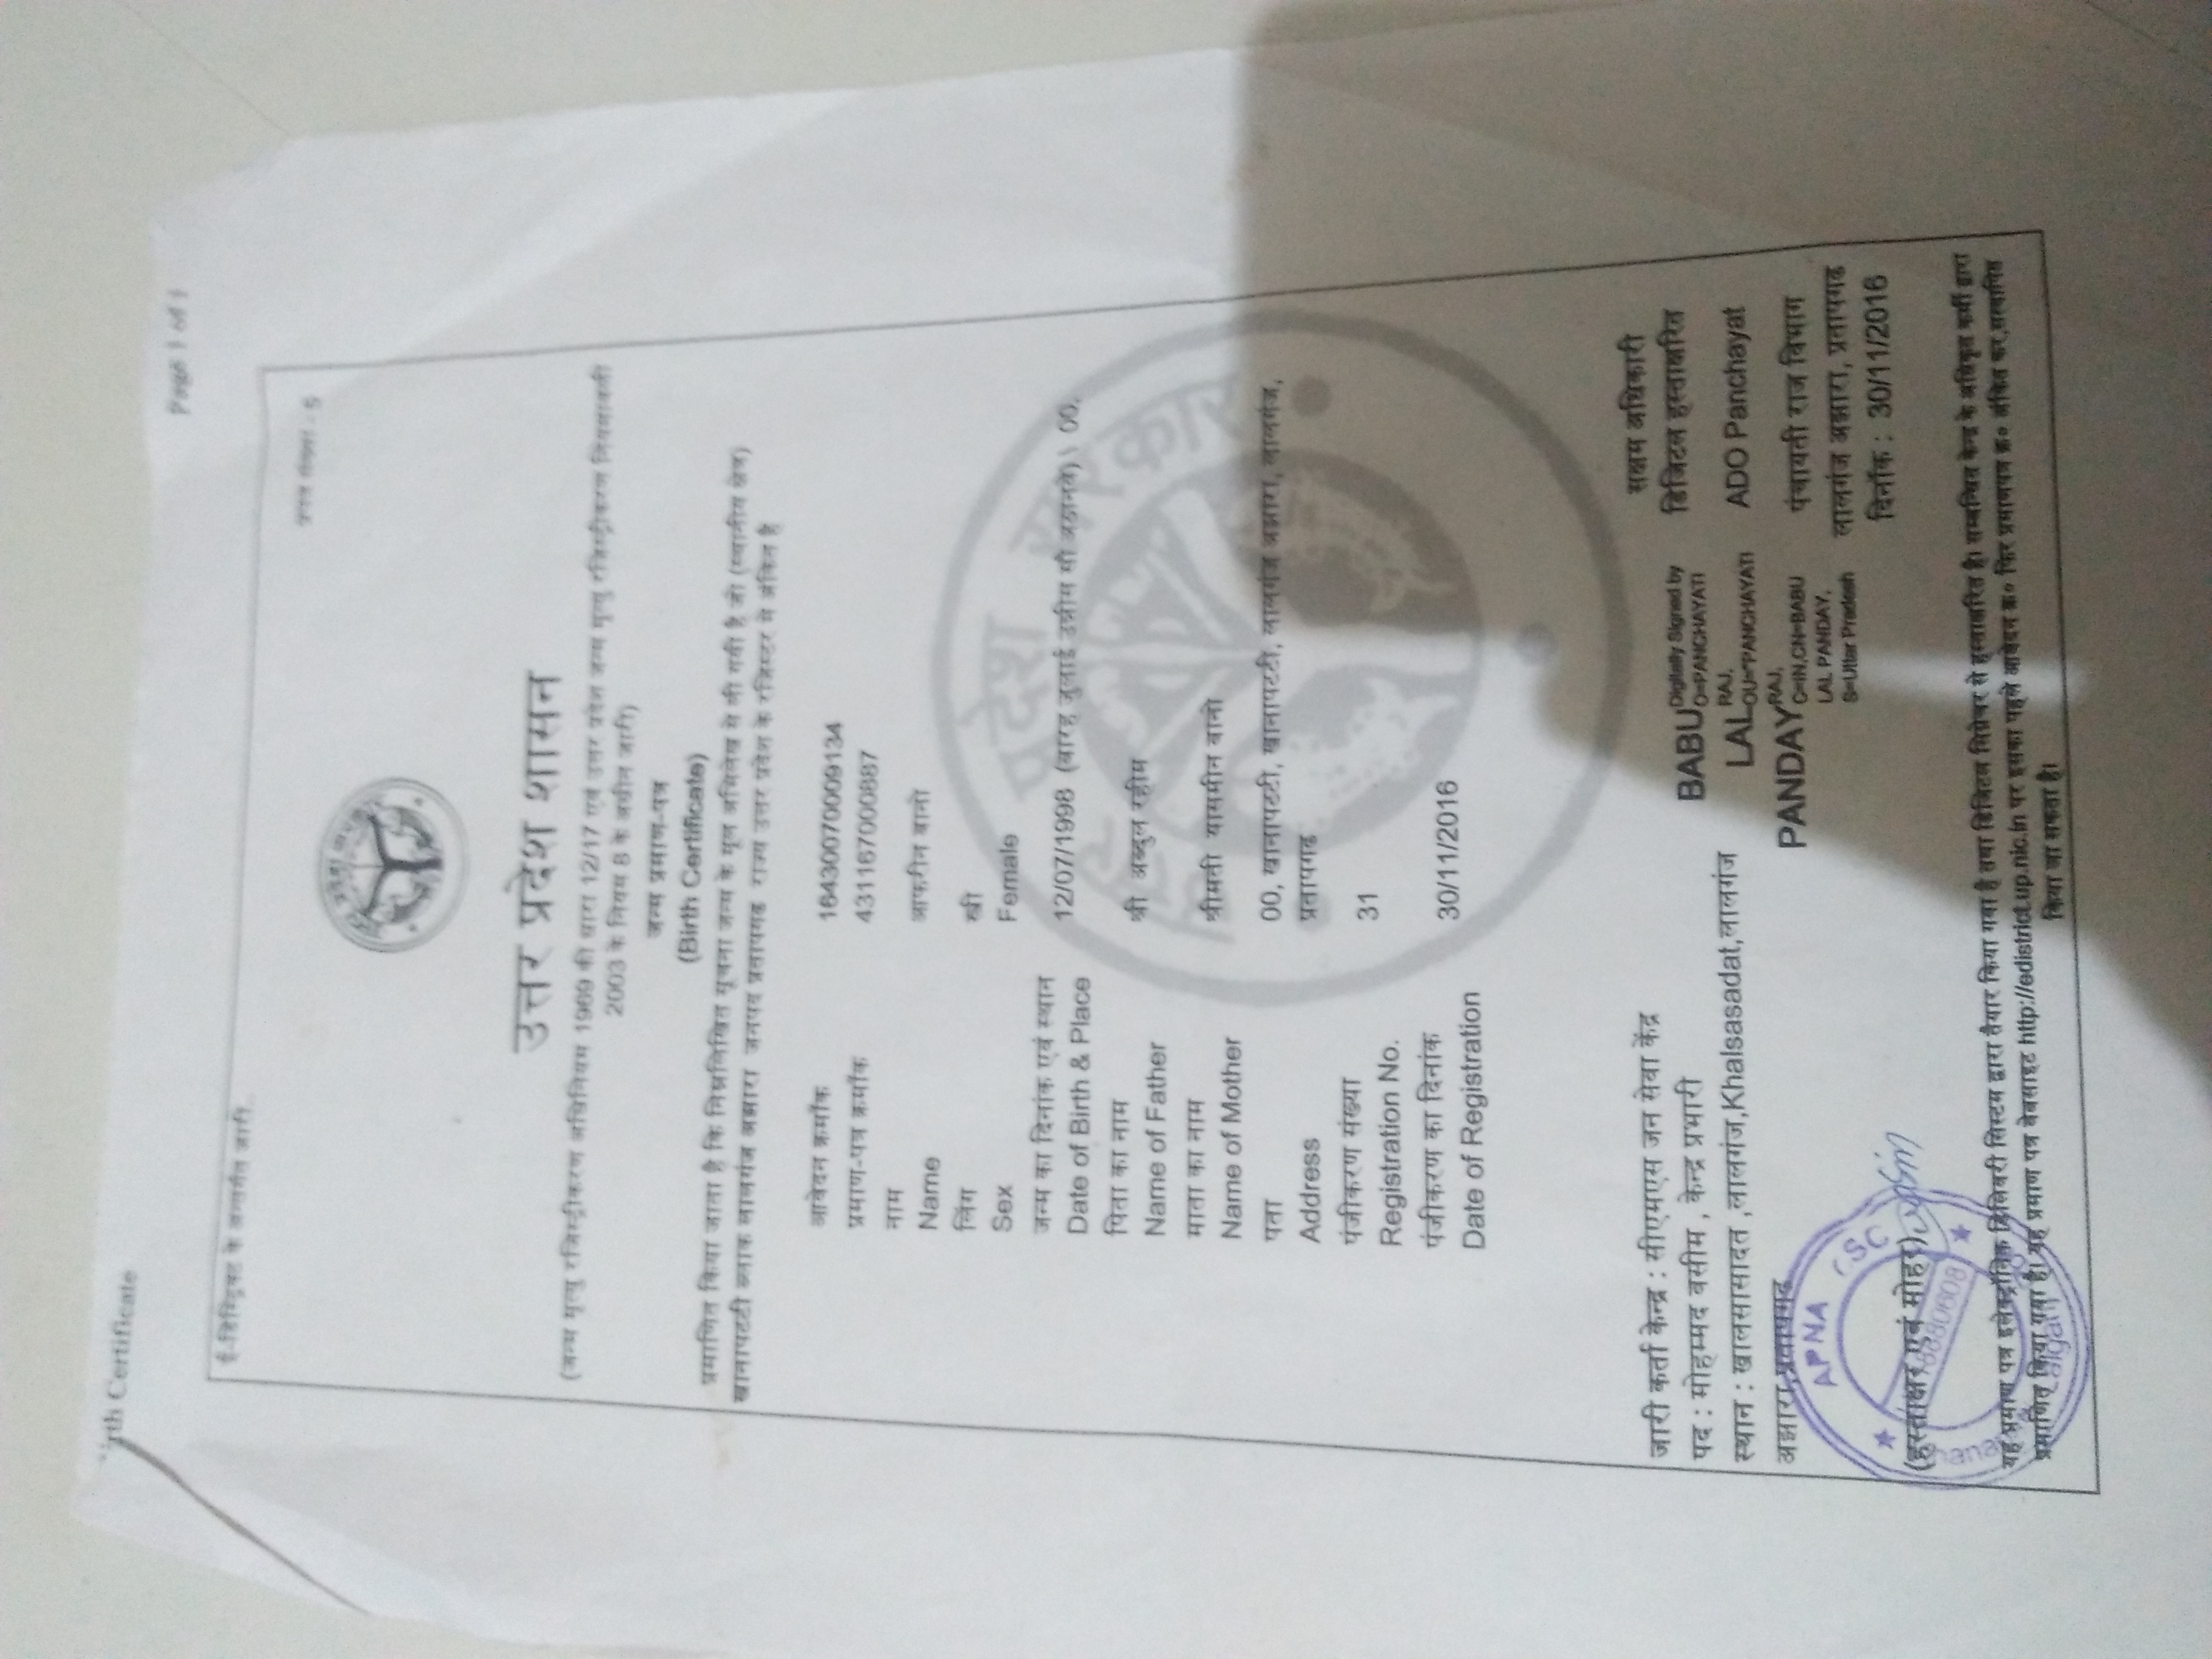 Birth Certificate
Page 1 of 1
ई-डिस्ट्रिक्ट के अन्तर्गत जारी..
प्रपत्र संख्या - 5
उत्तर प्रदेश शासन
(जन्म मृत्यु रजिस्ट्रीकरण अधिनियम 1969 की धारा 12/17 एवं उत्तर प्रदेश जन्म मृत्यु रजिस्ट्रीकरण नियमावली
2003 के नियम 8 के अधीन जारी)
जन्म प्रमाण-पत्र
(Birth Certificate)
प्रमाणित किया जाता है कि निम्नलिखित सूचना जन्म के मूल अभिलेख से ली गयी है जो (स्थानीय क्षेत्र)
खानापटटी ब्लाक लालगंज अझारा जनपद प्रतापगढ राज्य उत्तर प्रदेश के रजिस्टर मे अंकित है
आवेदन क्रमाँक 16430070009134
प्रमाण-पत्र क्रमाँक 431167000887
नाम
Name आफरीन बानो
लिंग स्त्री
Sex Female
जन्म का दिनांक एवं स्थान
Date of Birth & Place 12/07/1998 (बारह जुलाई उन्नीस सौ अठानवे) \ 00,
पिता का नाम
Name of Father श्री अब्दुल रहीम
माता का नाम
Name of Mother श्रीमती यासमीन बानो
पता 00, खानापटटी, खानापटटी, लालगंज अझारा, लालगंज,
Address प्रतापगढ
पंजीकरण संख्या
Registration No. 31
पंजीकरण का दिनांक
Date of Registration 30/11/2016
जारी कर्ता केन्द्र : सीएमएस जन सेवा केंद्र
पद : मोहम्मद वसीम , केन्द्र प्रभारी
स्थान : खालसासादत ,लालगंज,Khalsasadat,लालगंज
अझारा,प्रतापगढ
(हस्ताक्षर एवं मोहर)
APNA (SC
BABU LAL PANDAY
Digitally Signed by
O=PANCHAYATI
RAJ,
OU="PANCHAYATI
RAJ,
C=IN,CN=BABU
LAL PANDAY,
S=Uttar Pradesh
सक्षम अधिकारी
डिजिटल हस्ताक्षरित
ADO Panchayat
पंचायती राज विभाग
लालगंज अझारा, प्रतापगढ
दिनाँक : 30/11/2016
यह प्रमाण पत्र इलेक्ट्रॉनिक डिलिवरी सिस्टम द्वारा तैयार किया गया है तथा डिजिटल सिग्नेचर से हस्ताक्षरित है। सम्बन्धित केन्द्र के अधिकृत कर्मी द्वारा
प्रमाणित् किया गया है। यह प्रमाण पत्र वेबसाइट http://edistrict.up.nic.in पर इसका पहले आवेदन क्र० फिर प्रमाणपत्र क्र० अंकित कर,सत्यापित
किया जा सकता है।